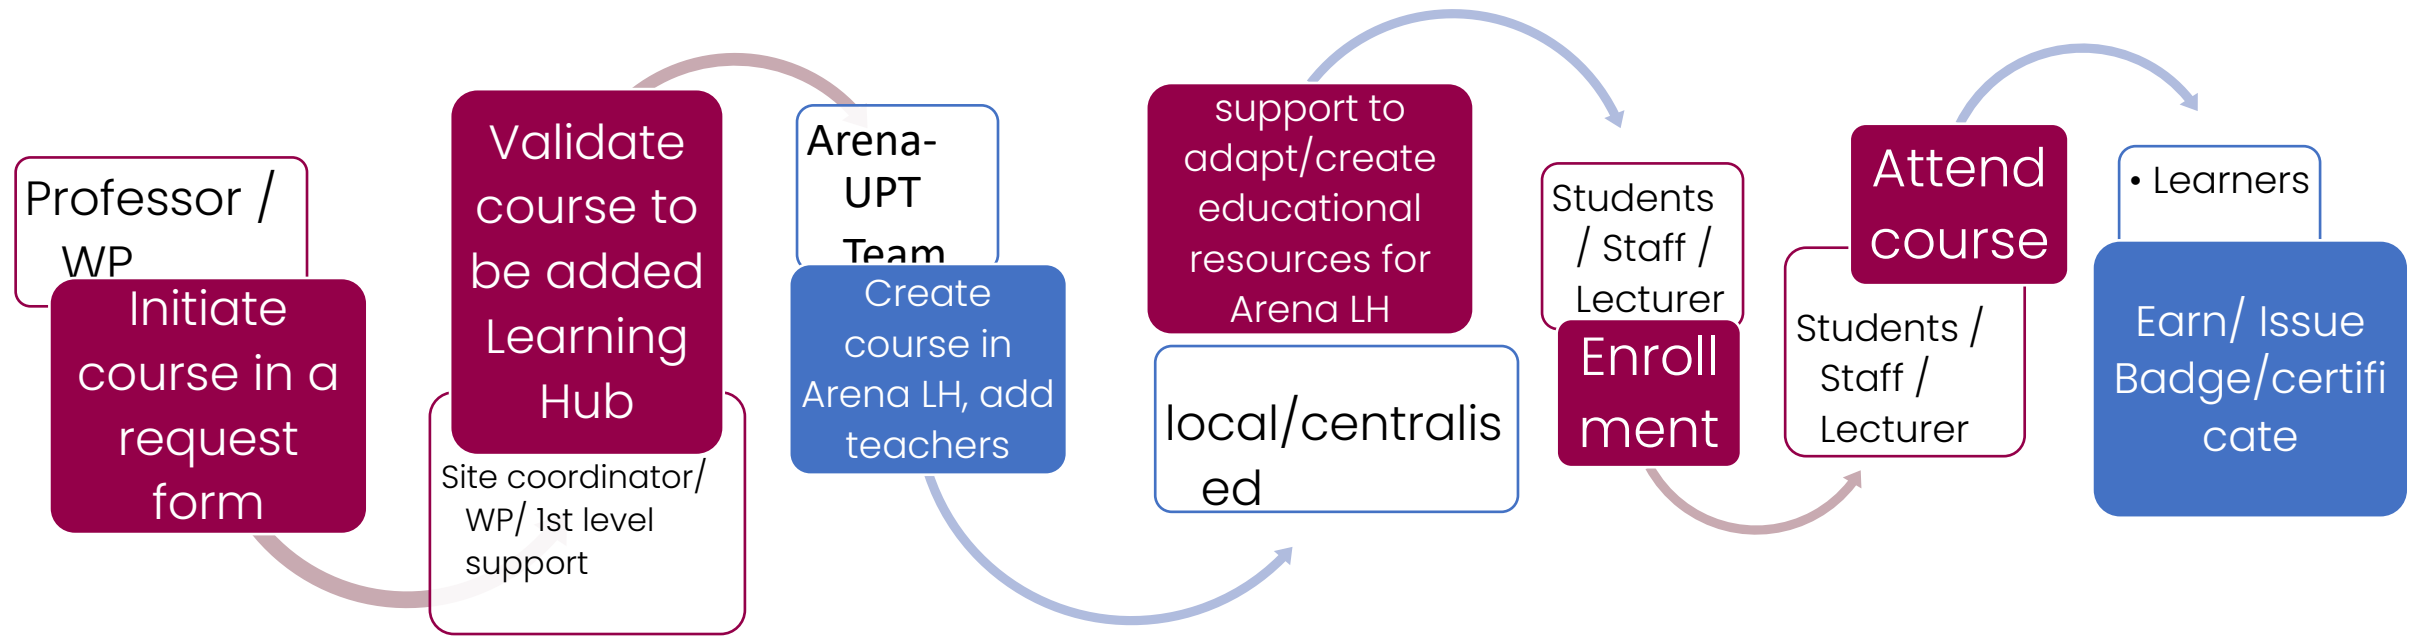 Professor /
WP
Initiate
course in a
request
form
Validate
course to
be added
Learning
Hub
Site coordinator/
WP/ 1st level
support
Arena-
UPT
Team
Create
course in
Arena LH, add
teachers
support to
adapt/create
educational
resources for
Arena LH
local/centralis
ed
Students
/ Staff /
Lecturer
Enroll
ment
Attend
course
Students /
Staff /
Lecturer
• Learners
Earn/ Issue
Badge/certifi
cate